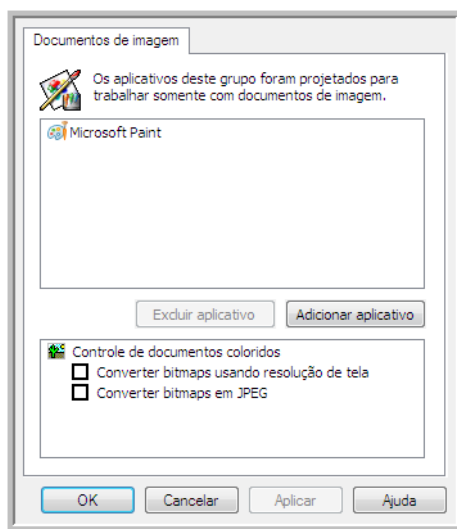 Documentos de imagem
Os aplicativos deste grupo foram projetados para
trabalhar somente com documentos de imagem.
Microsoft Paint
Excluir aplicativo
Adicionar aplicativo
Controle de documentos coloridos
Converter bitmaps usando resolução de tela
Converter bitmaps em JPEG
OK
Cancelar
Aplicar
Ajuda